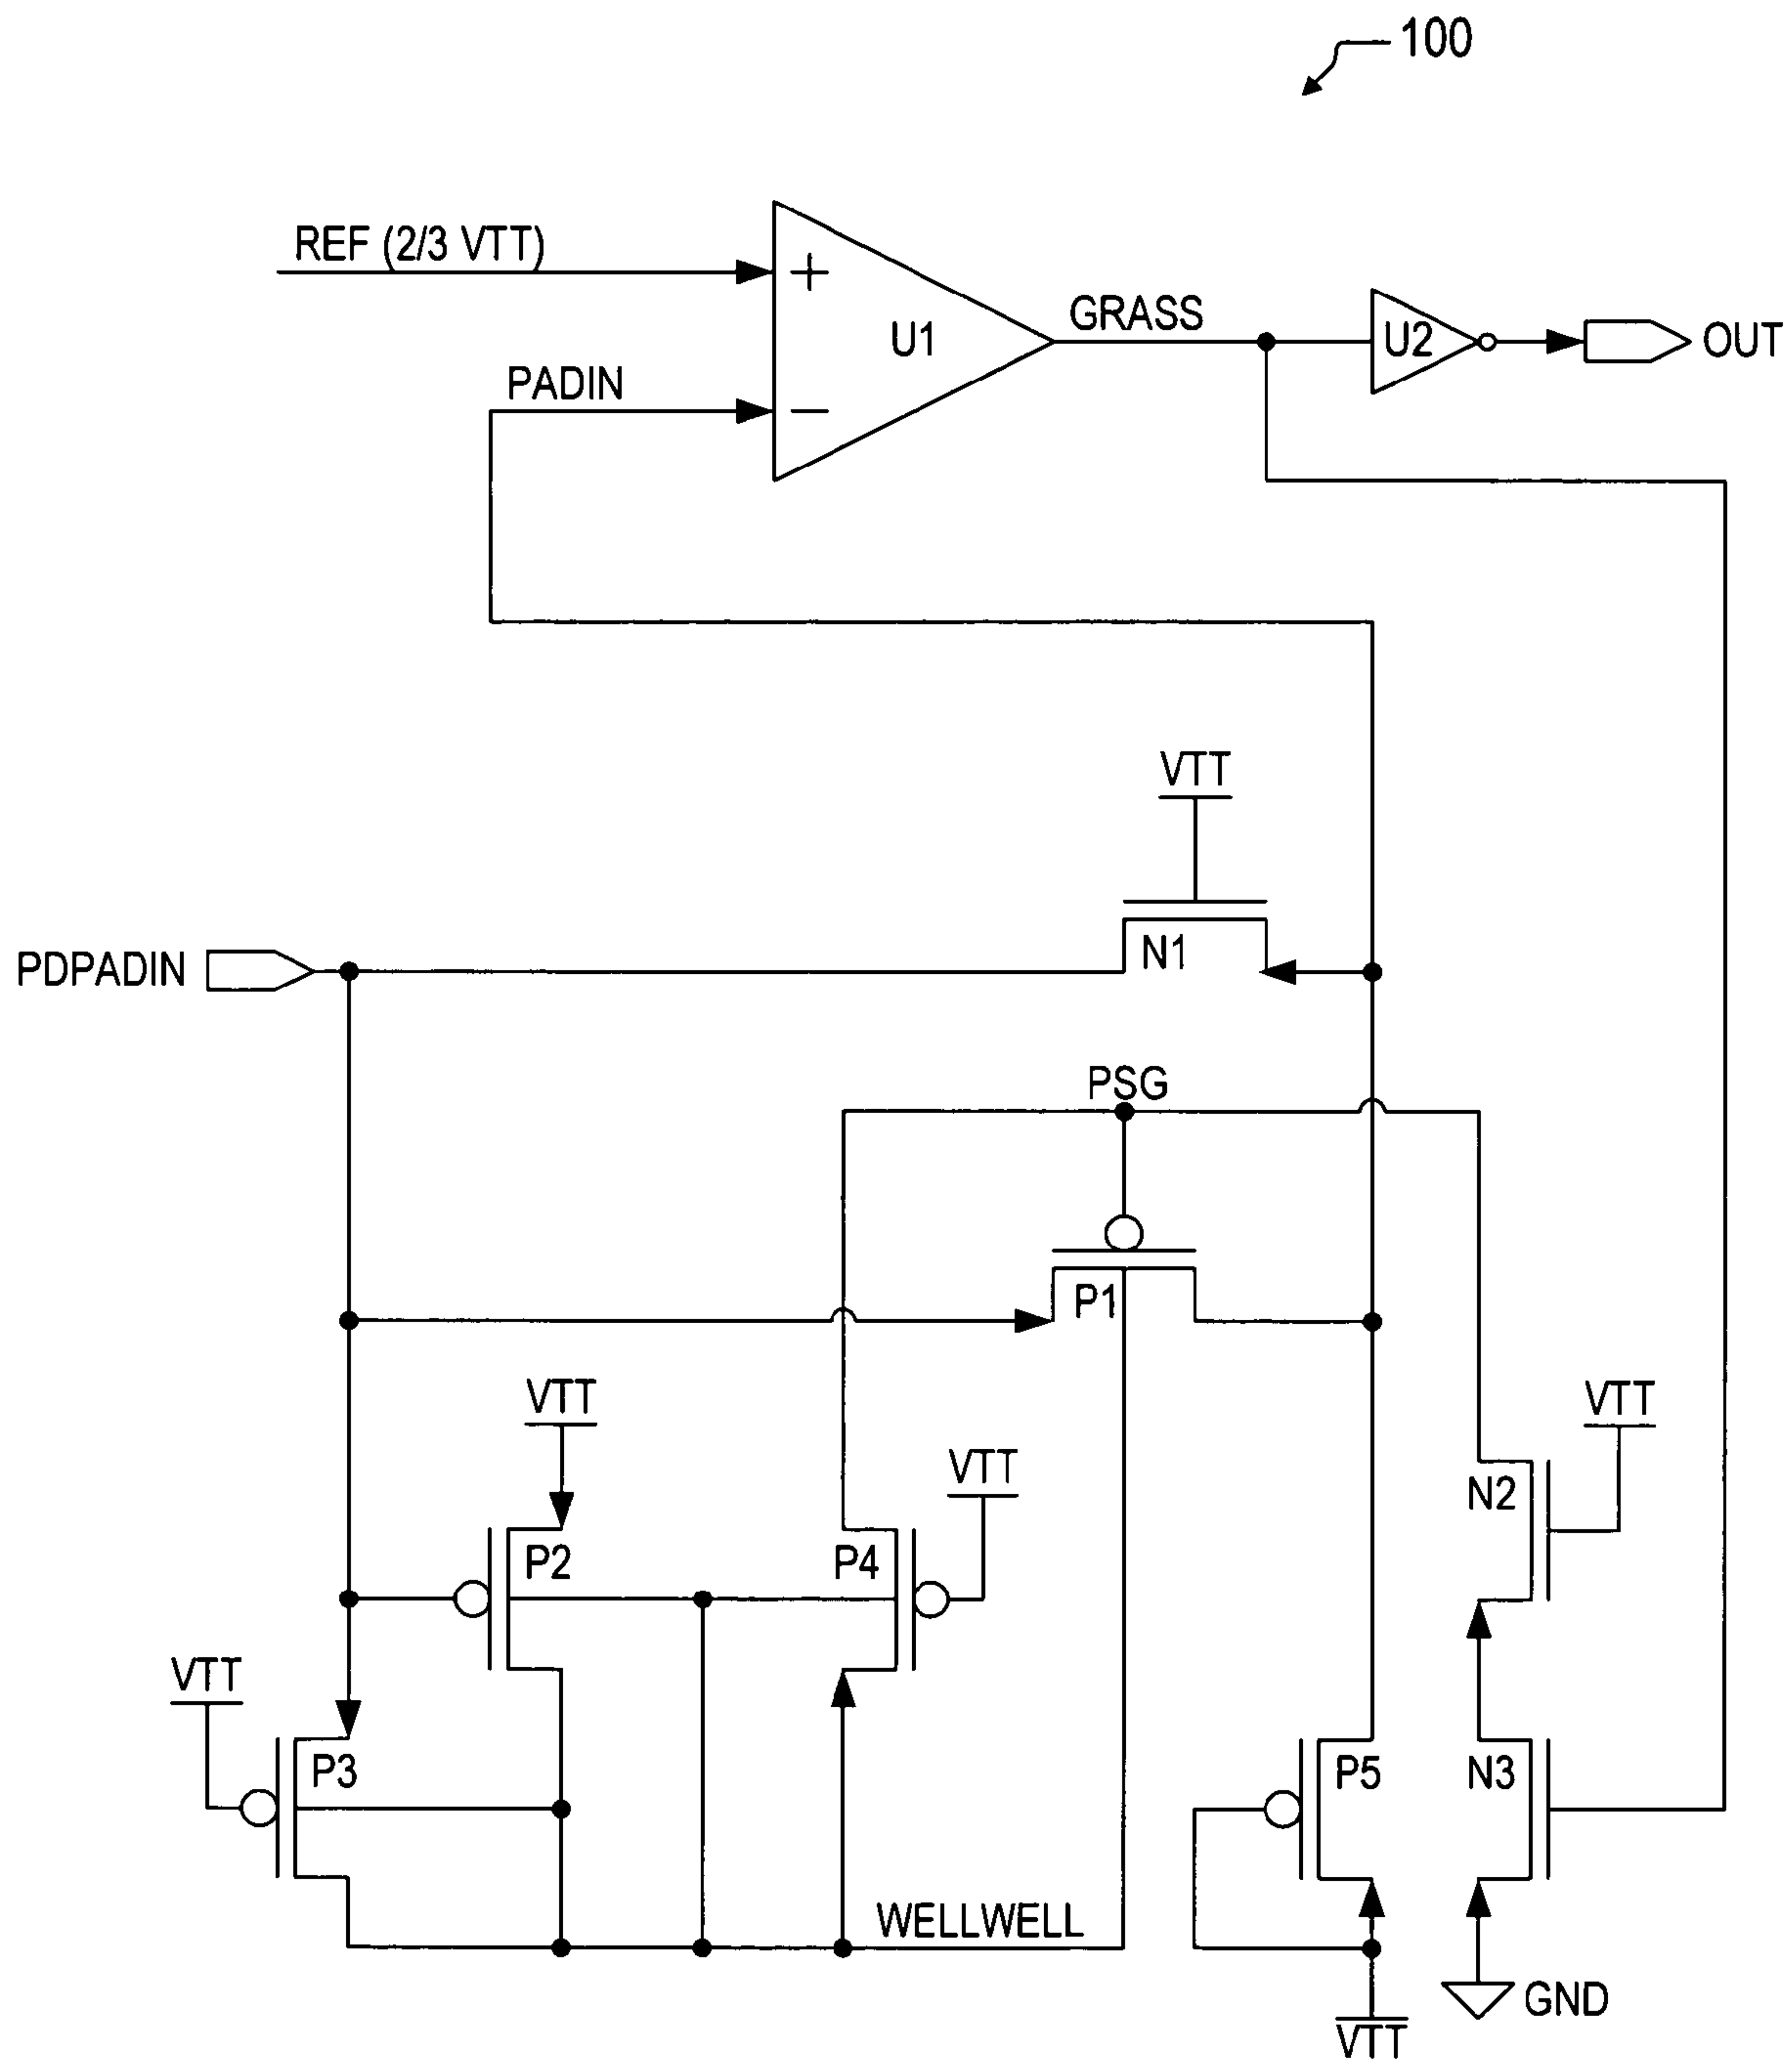 100
REF (2/3 VTT)
+
U1
GRASS
U2
OUT
PADIN
−
VTT
PDPADIN
N1
PSG
P1
VTT
VTT
VTT
N2
P2
P4
VTT
P3
P5
N3
WELLWELL
GND
VTT